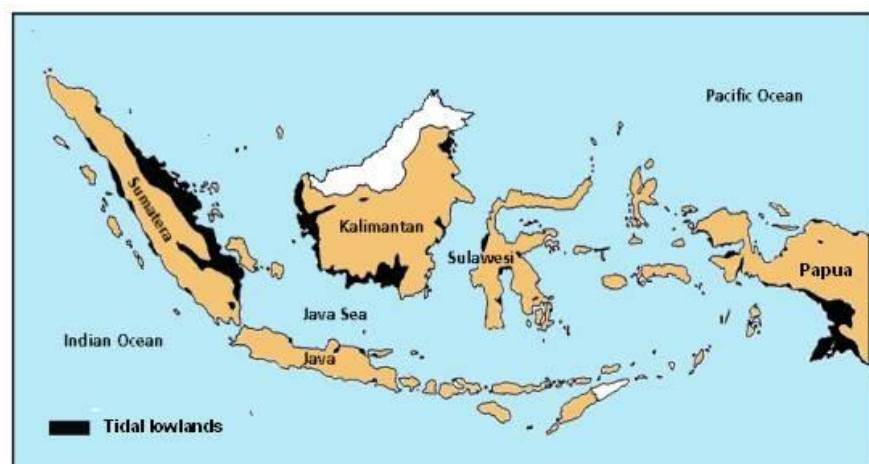 Pacific Ocean
Sumatera
Kalimantan
Sulawesi
Papua
Java Sea
Indian Ocean
Java
Tidal lowlands